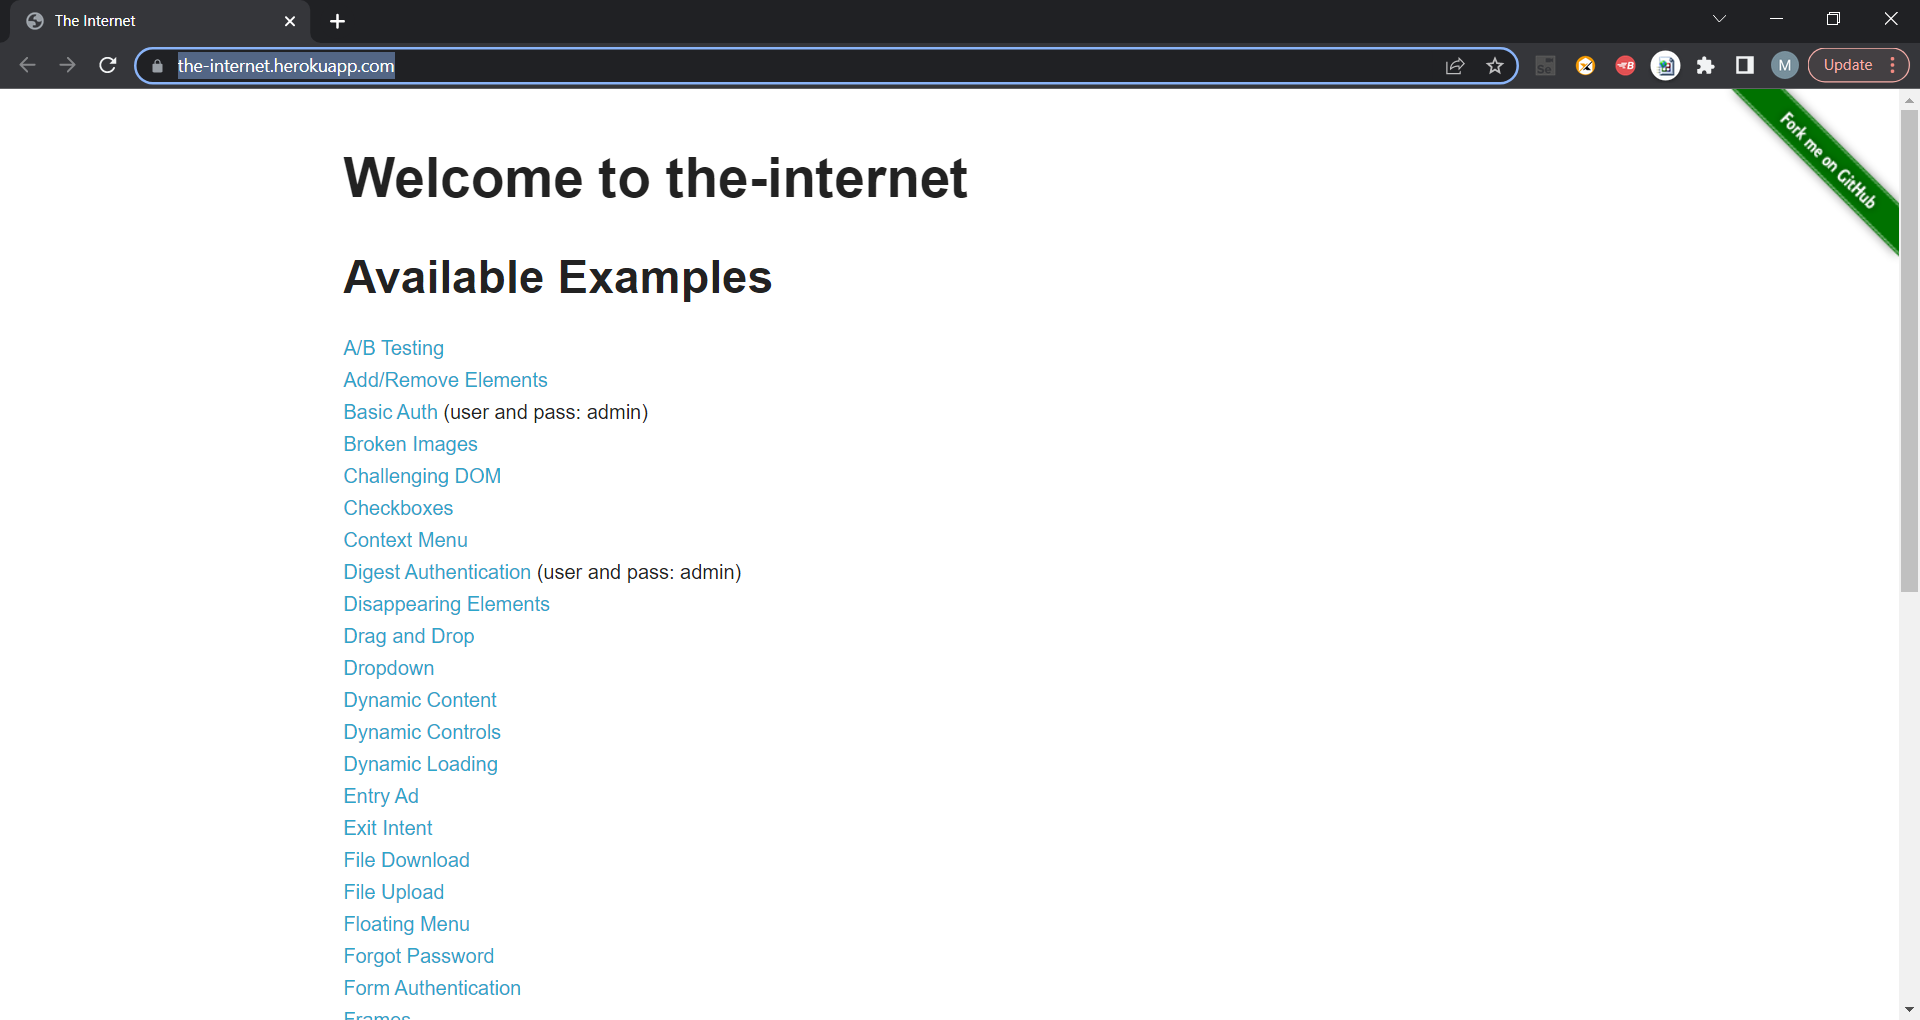 The Internet
the-internet.herokuapp.com
Se
B
M
Update
Fork me on GitHub
Welcome to the-internet
Available Examples
A/B Testing
Add/Remove Elements
Basic Auth (user and pass: admin)
Broken Images
Challenging DOM
Checkboxes
Context Menu
Digest Authentication (user and pass: admin)
Disappearing Elements
Drag and Drop
Dropdown
Dynamic Content
Dynamic Controls
Dynamic Loading
Entry Ad
Exit Intent
File Download
File Upload
Floating Menu
Forgot Password
Form Authentication
Frames